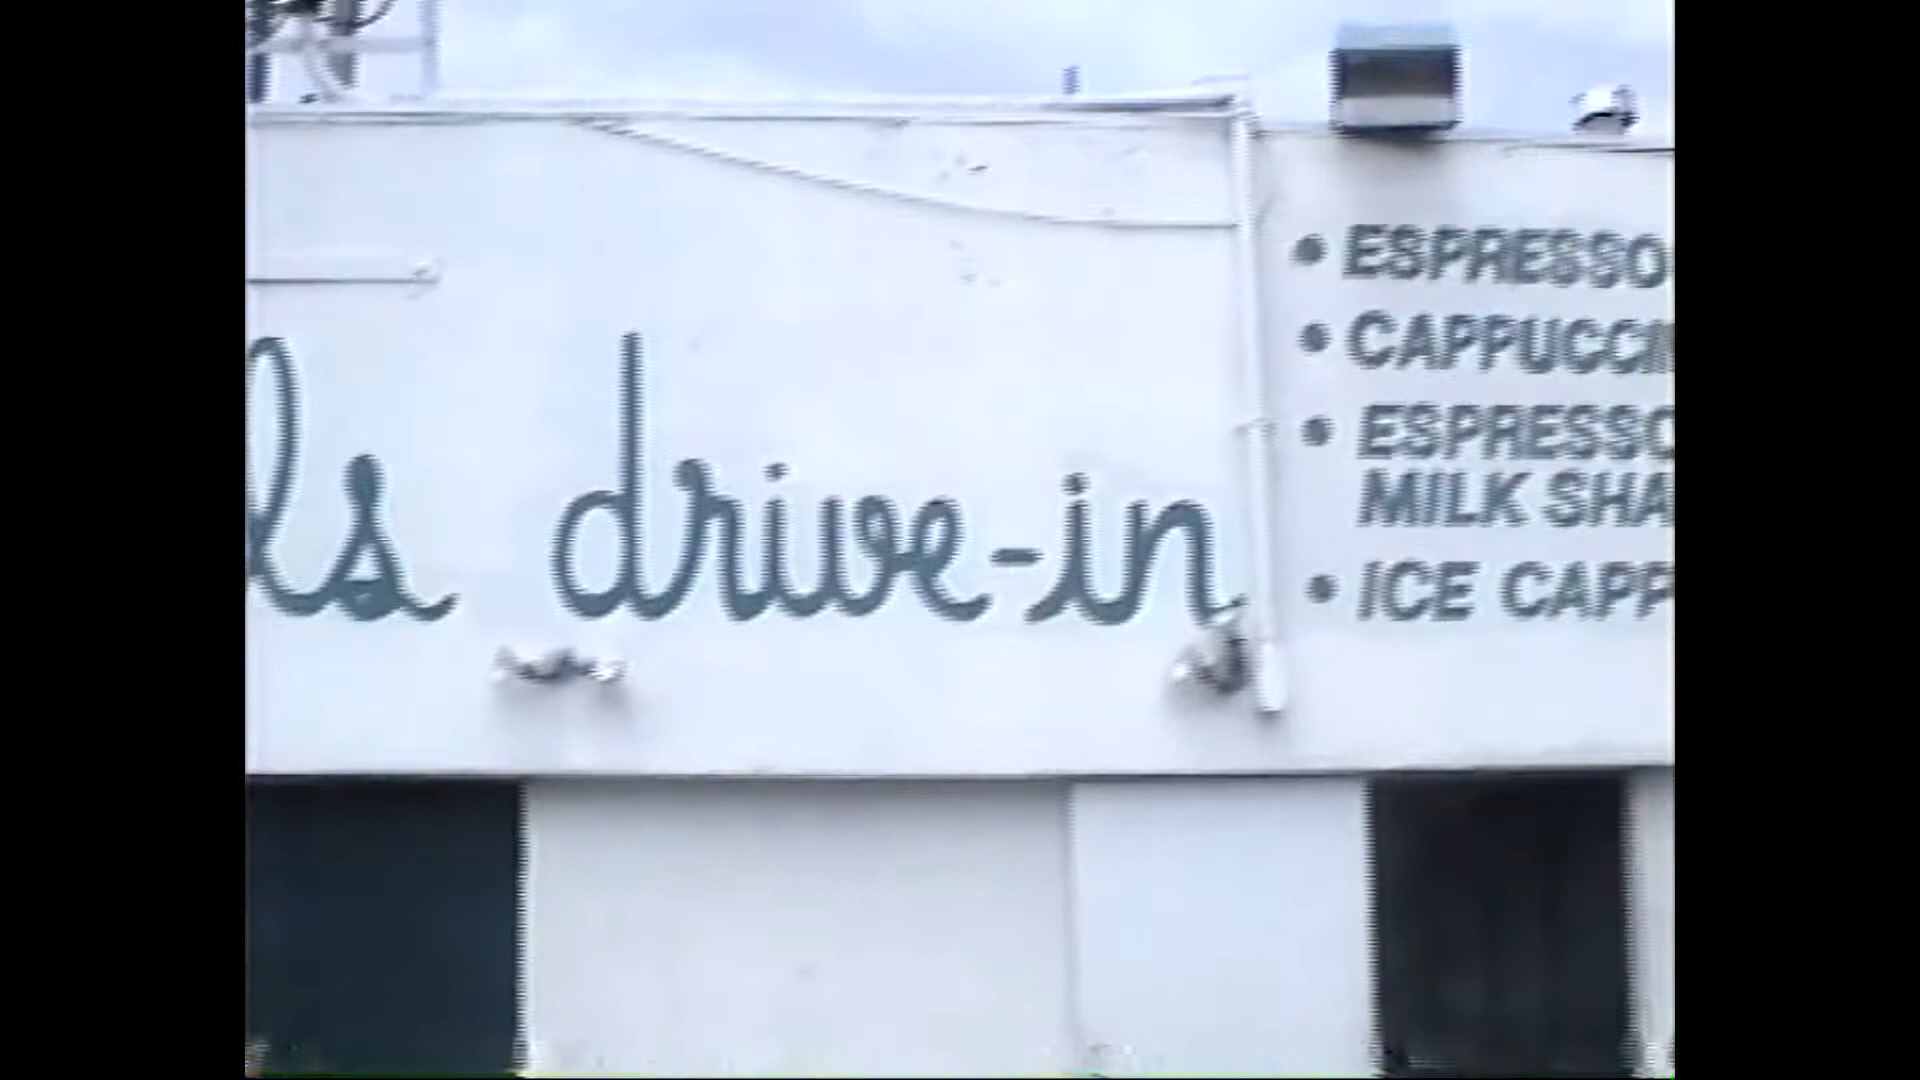 ls drive-in
• ESPRESSO
• CAPPUCCI
• ESPRESSO
MILK SHA
• ICE CAPP